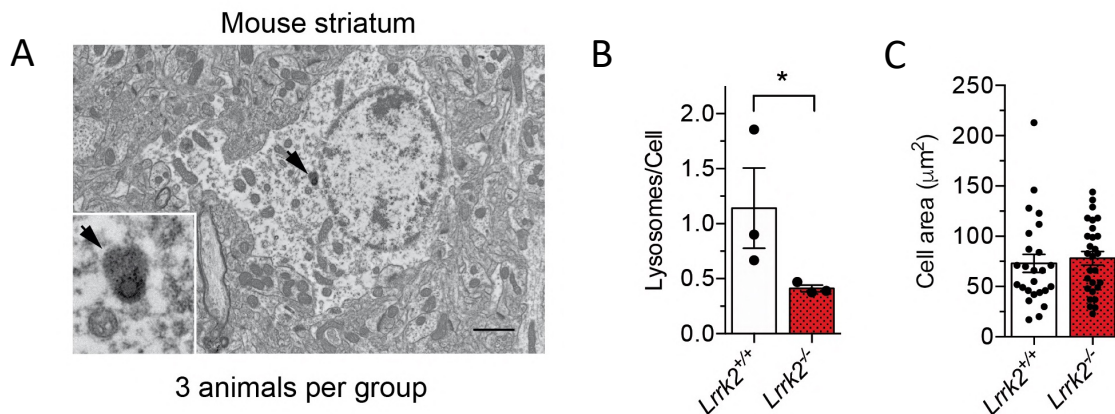 Mouse striatum
A
3 animals per group
B
*
Lysosomes/Cell
2.0
1.5
1.0
0.5
0.0
Lrrk2+/+
Lrrk2-/-
C
Cell area (μm²)
250
200
150
100
50
0
Lrrk2+/+
Lrrk2-/-